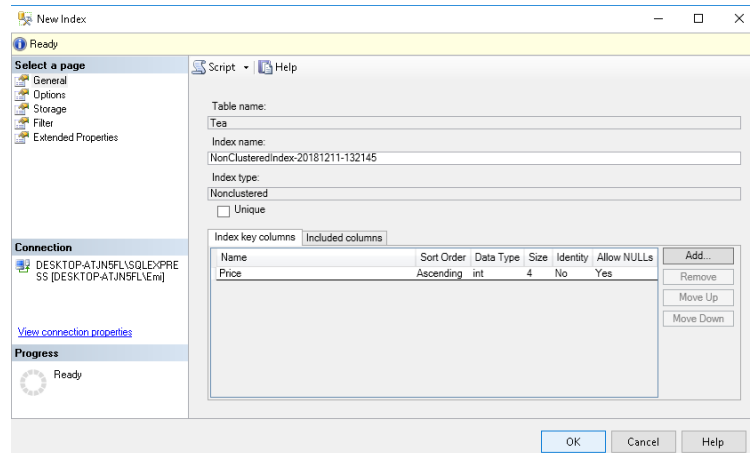 New Index
Ready
Select a page
General
Options
Storage
Filter
Extended Properties
Script
Help
Table name:
Tea
Index name:
NonClusteredIndex-20181211-132145
Index type:
Nonclustered
Unique
Index key columns Included columns
Name Sort Order Data Type Size Identity Allow NULLs
Price Ascending int 4 No Yes
Add...
Remove
Move Up
Move Down
Connection
DESKTOP-ATJN5FL\SQLEXPRE
SS [DESKTOP-ATJN5FL\Emi]
View connection properties
Progress
Ready
OK Cancel Help